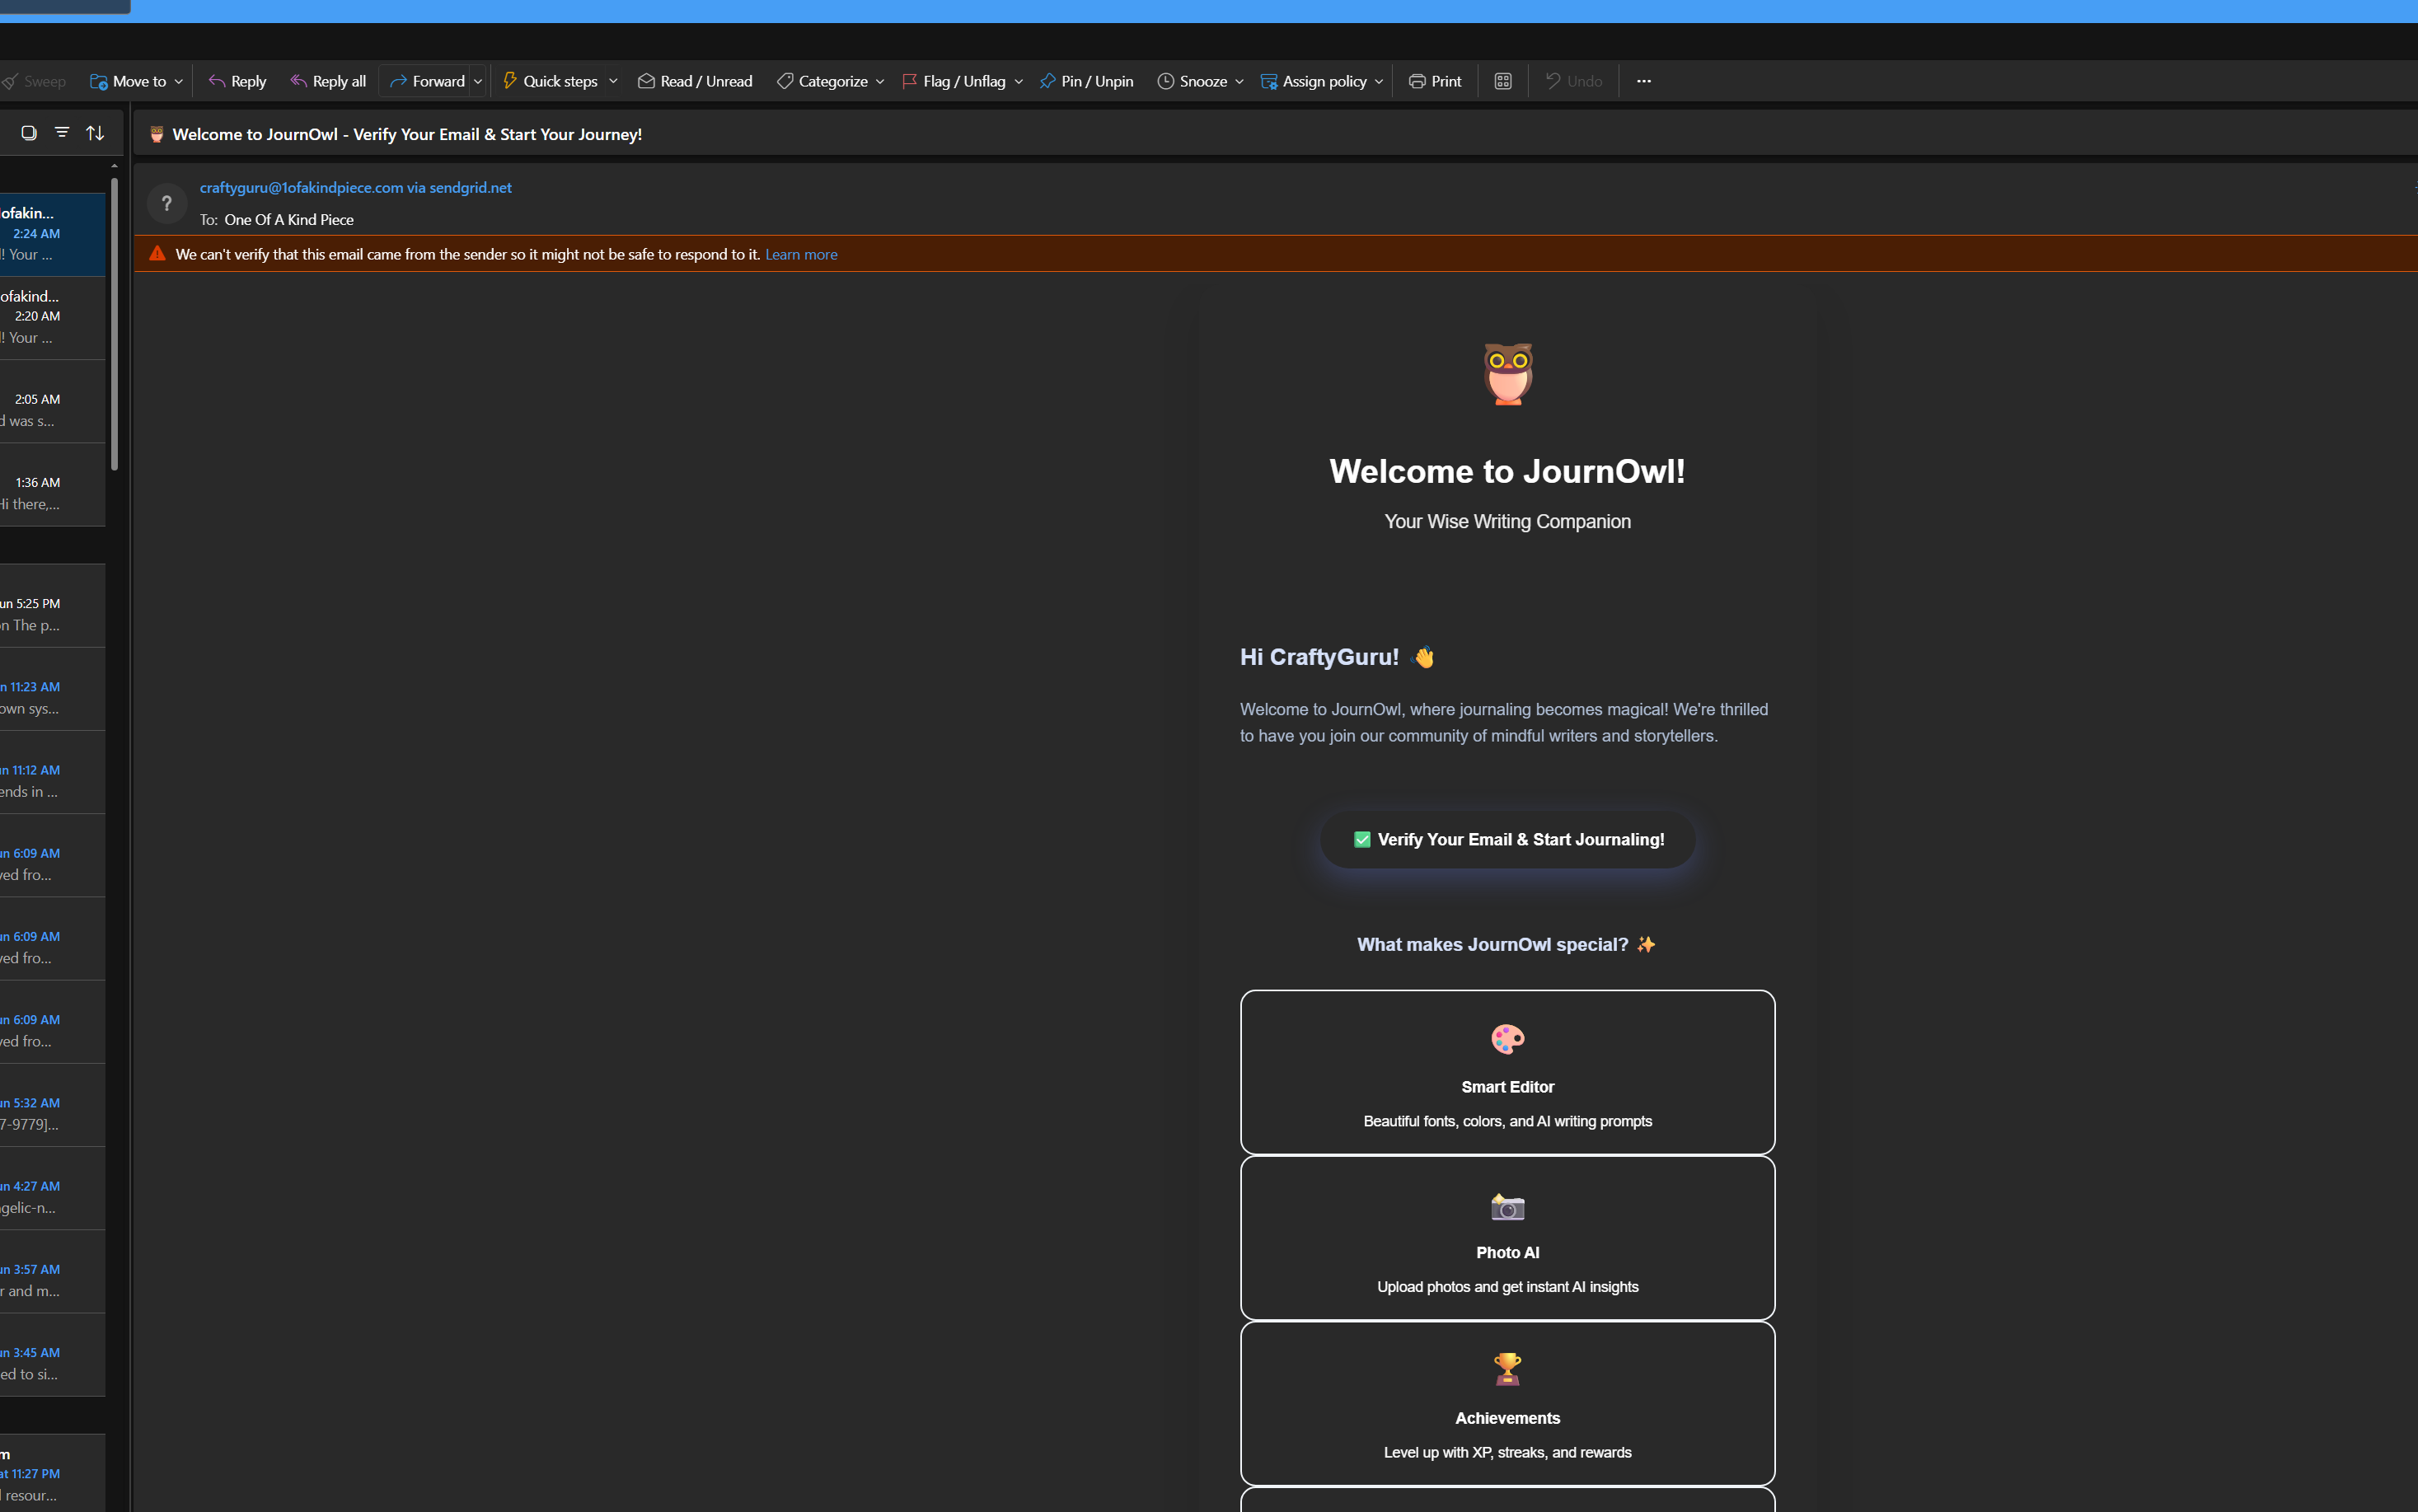 Sweep Move to Reply Reply all Forward Quick steps Read / Unread Categorize Flag / Unflag Pin / Unpin Snooze Assign policy Print Undo ...
Welcome to JournOwl - Verify Your Email & Start Your Journey!
?
craftyguru@1ofakindpiece.com via sendgrid.net
To: One Of A Kind Piece
We can't verify that this email came from the sender so it might not be safe to respond to it. Learn more
ofakin...
2:24 AM
! Your ...
ofakind...
2:20 AM
! Your ...
2:05 AM
d was s...
1:36 AM
Hi there,...
un 5:25 PM
on The p...
n 11:23 AM
own sys...
un 11:12 AM
ends in ...
un 6:09 AM
ved fro...
un 6:09 AM
ved fro...
un 6:09 AM
ved fro...
un 5:32 AM
7-9779]...
un 4:27 AM
gelic-n...
un 3:57 AM
r and m...
un 3:45 AM
ed to si...
m
at 11:27 PM
resour...
Welcome to JournOwl!
Your Wise Writing Companion
Hi CraftyGuru! 👋
Welcome to JournOwl, where journaling becomes magical! We're thrilled
to have you join our community of mindful writers and storytellers.
✅ Verify Your Email & Start Journaling!
What makes JournOwl special? ✨
Smart Editor
Beautiful fonts, colors, and AI writing prompts
Photo AI
Upload photos and get instant AI insights
Achievements
Level up with XP, streaks, and rewards